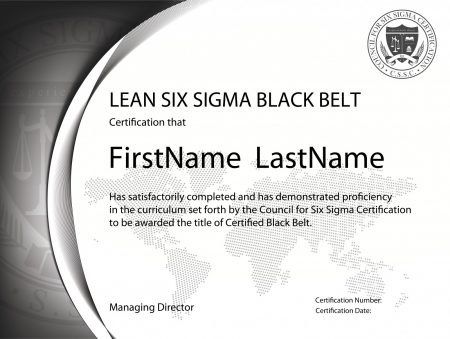 COUNCIL FOR SIX SIGMA CERTIFICATION
C.S.S.C.
LEAN SIX SIGMA BLACK BELT
Certification that
FirstName LastName
Has satisfactorily completed and has demonstrated proficiency
in the curriculum set forth by the Council for Six Sigma Certification
to be awarded the title of Certified Black Belt.
Managing Director
Certification Number:
Certification Date: